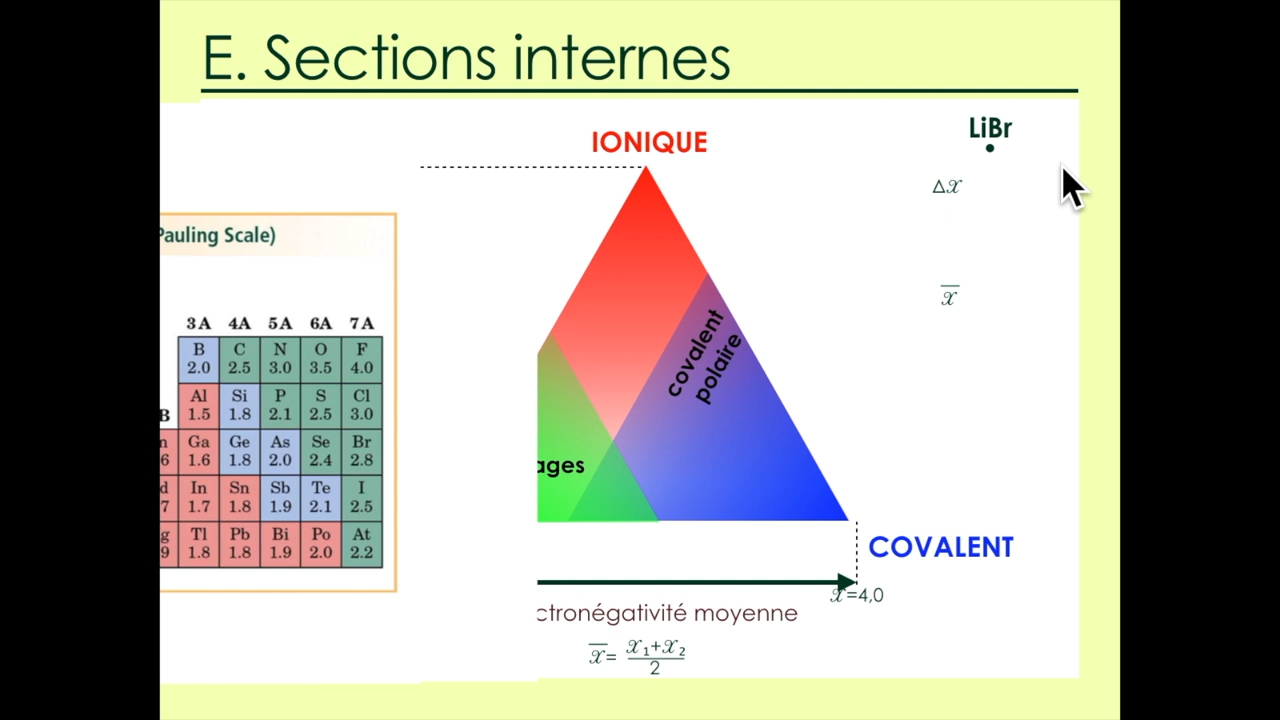 E. Sections internes
IONIQUE
LiBr
Δx
x̅
Pauling Scale)
3A 4A 5A 6A 7A
B C N O F
2.0 2.5 3.0 3.5 4.0
Al Si P S Cl
B 1.5 1.8 2.1 2.5 3.0
n Ga Ge As Se Br
6 1.6 1.8 2.0 2.4 2.8
d In Sn Sb Te I
7 1.7 1.8 1.9 2.1 2.5
g Tl Pb Bi Po At
9 1.8 1.8 1.9 2.0 2.2
covalent
polaire
ages
COVALENT
x̅=4,0
ctronégativité moyenne
x̅= x₁+x₂
2